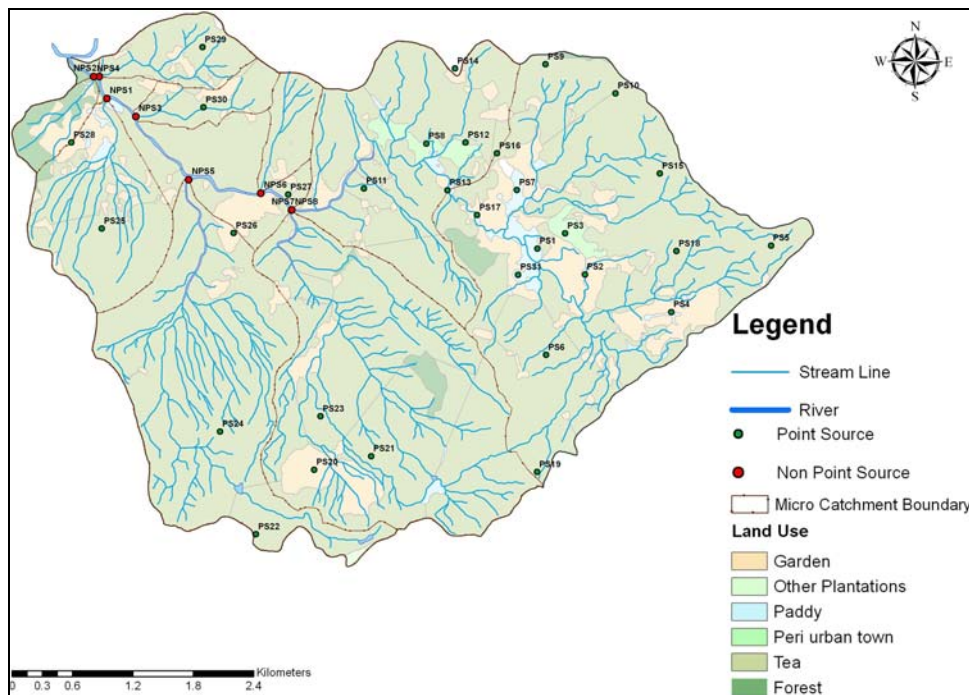 PS29
N
W E
S
NPS2 NPS4
PS14
PS9
NPS1
PS10
NPS3
PS30
PS28
PS8
PS12
PS16
PS15
NPS5
NPS6
PS27
PS11
PS13
PS7
NPS7NPS8
PS17
PS25
PS26
PS3
PS1
PS18
PS5
PS31
PS2
PS4
PS6
PS23
PS24
PS21
PS20
PS19
PS22
Legend
Stream Line
River
Point Source
Non Point Source
Micro Catchment Boundary
Land Use
Garden
Other Plantations
Paddy
Peri urban town
Tea
Forest
Kilometers
0 0.3 0.6 1.2 1.8 2.4